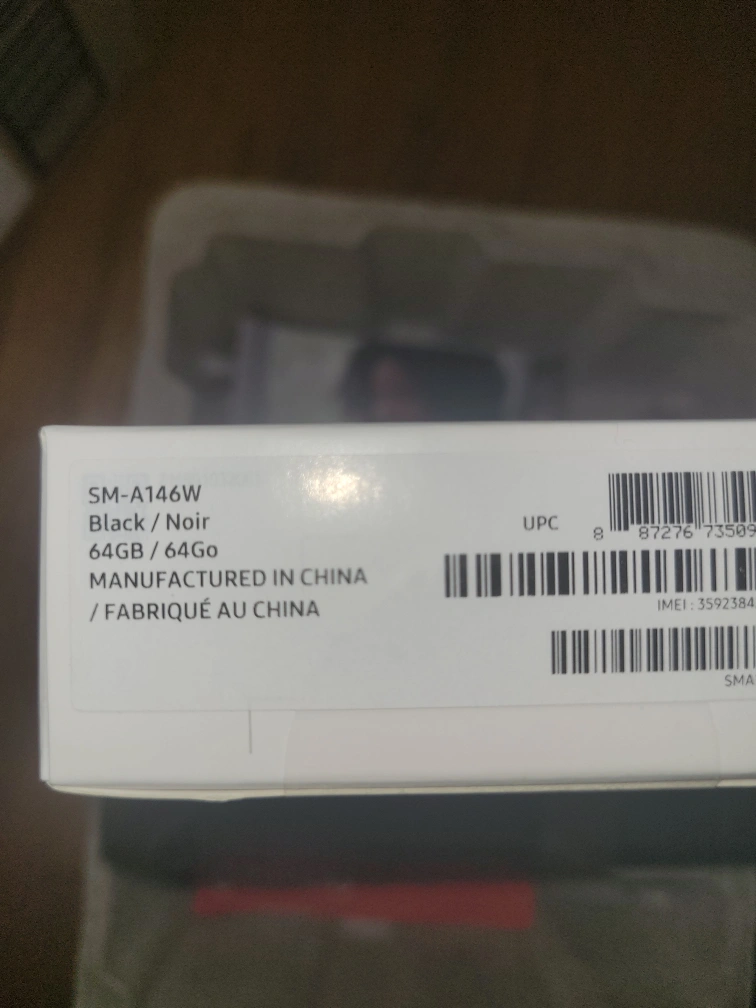 SM-A146W
Black / Noir
64GB / 64Go
MANUFACTURED IN CHINA
/ FABRIQUÉ AU CHINA
UPC
8 87276 73509
IMEI : 3592384
SMA